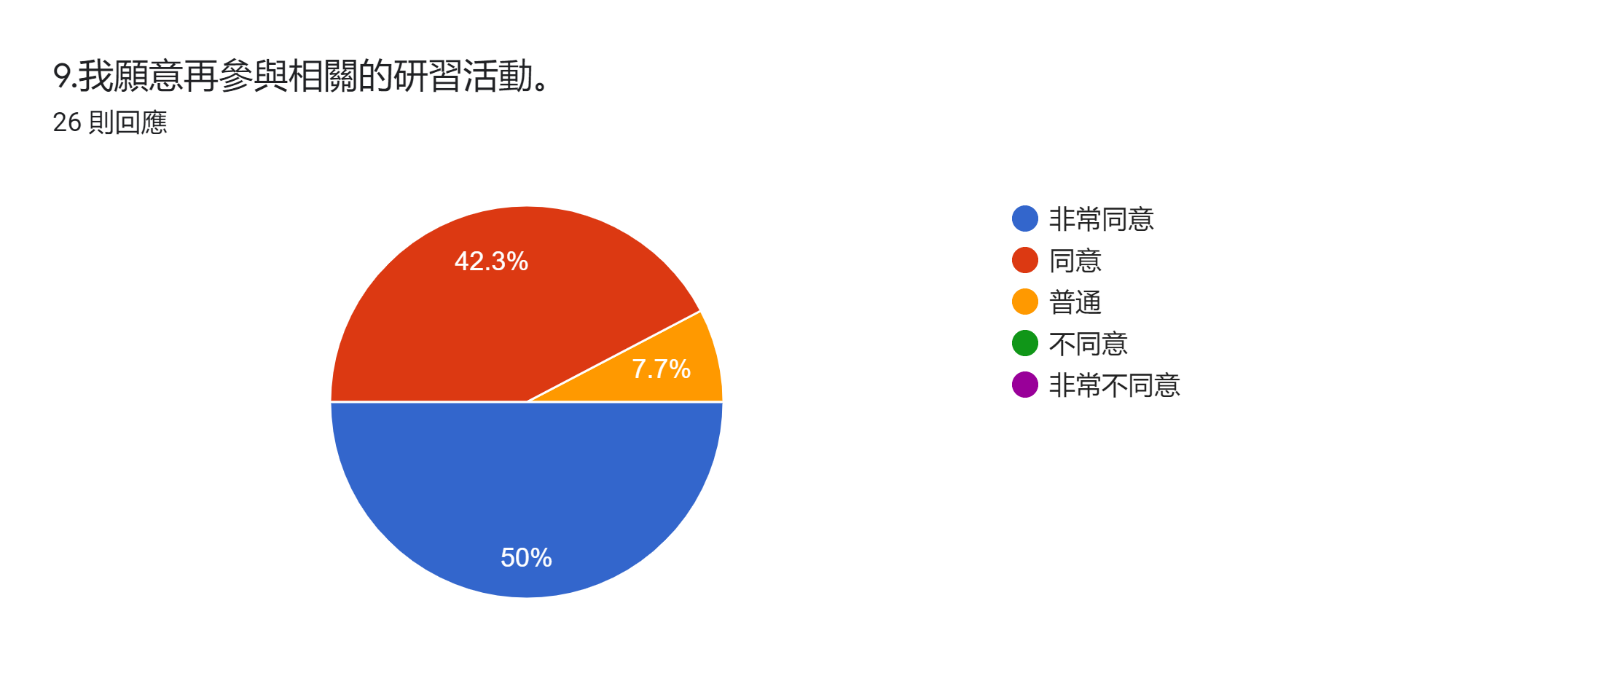 9.我願意再參與相關的研習活動。
26 則回應
42.3%
7.7%
50%
非常同意
同意
普通
不同意
非常不同意